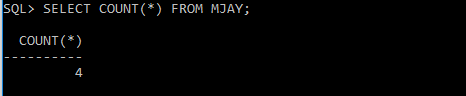 SQL> SELECT COUNT(*) FROM MJAY;
COUNT(*)
----------
4